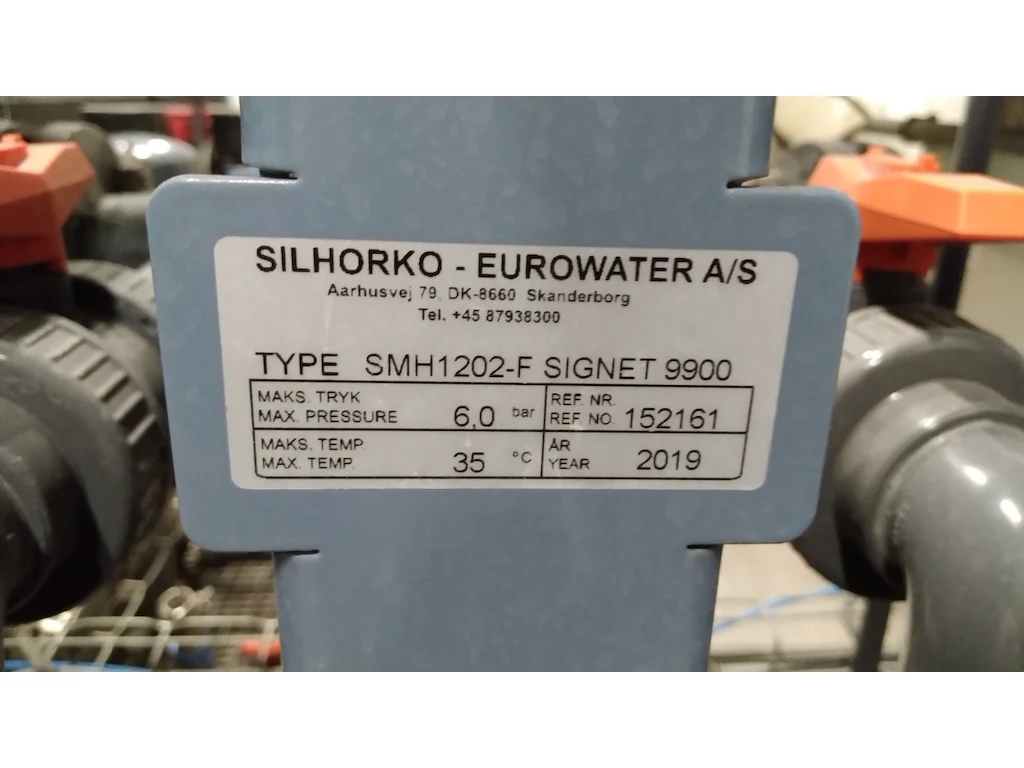 SILHORKO - EUROWATER A/S
Aarhusvej 79, DK-8660 Skanderborg
Tel. +45 87938300
TYPE SMH1202-F SIGNET 9900
MAKS. TRYK
MAX. PRESSURE 6,0 bar
REF. NR.
REF. NO. 152161
MAKS. TEMP.
MAX. TEMP. 35 °C
ÅR
YEAR 2019